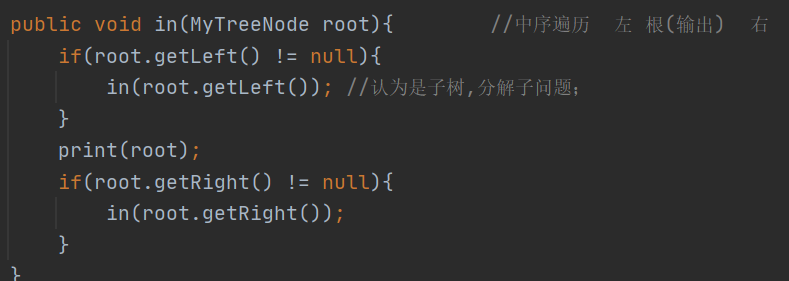 public void in(MyTreeNode root){        //中序遍历  左 根(输出)  右
    if(root.getLeft() != null){
        in(root.getLeft()); //认为是子树,分解子问题;
    }
    print(root);
    if(root.getRight() != null){
        in(root.getRight());
    }
}